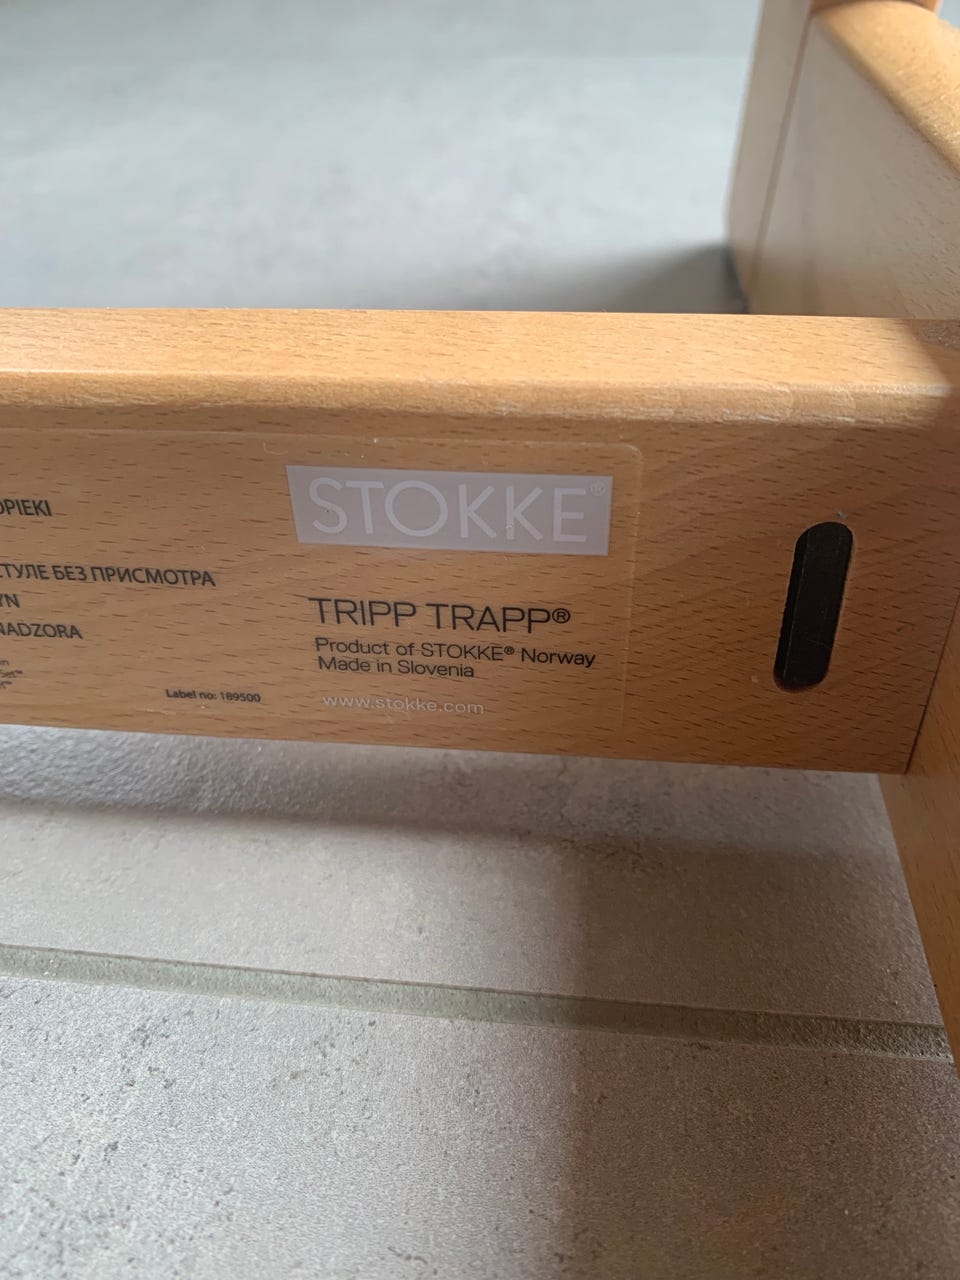 OPIEKI
СТУЛЕ БЕЗ ПРИСМОТРА
YN
NADZORA
Set™
Label no: 189500
STOKKE®
TRIPP TRAPP®
Product of STOKKE® Norway
Made in Slovenia
www.stokke.com